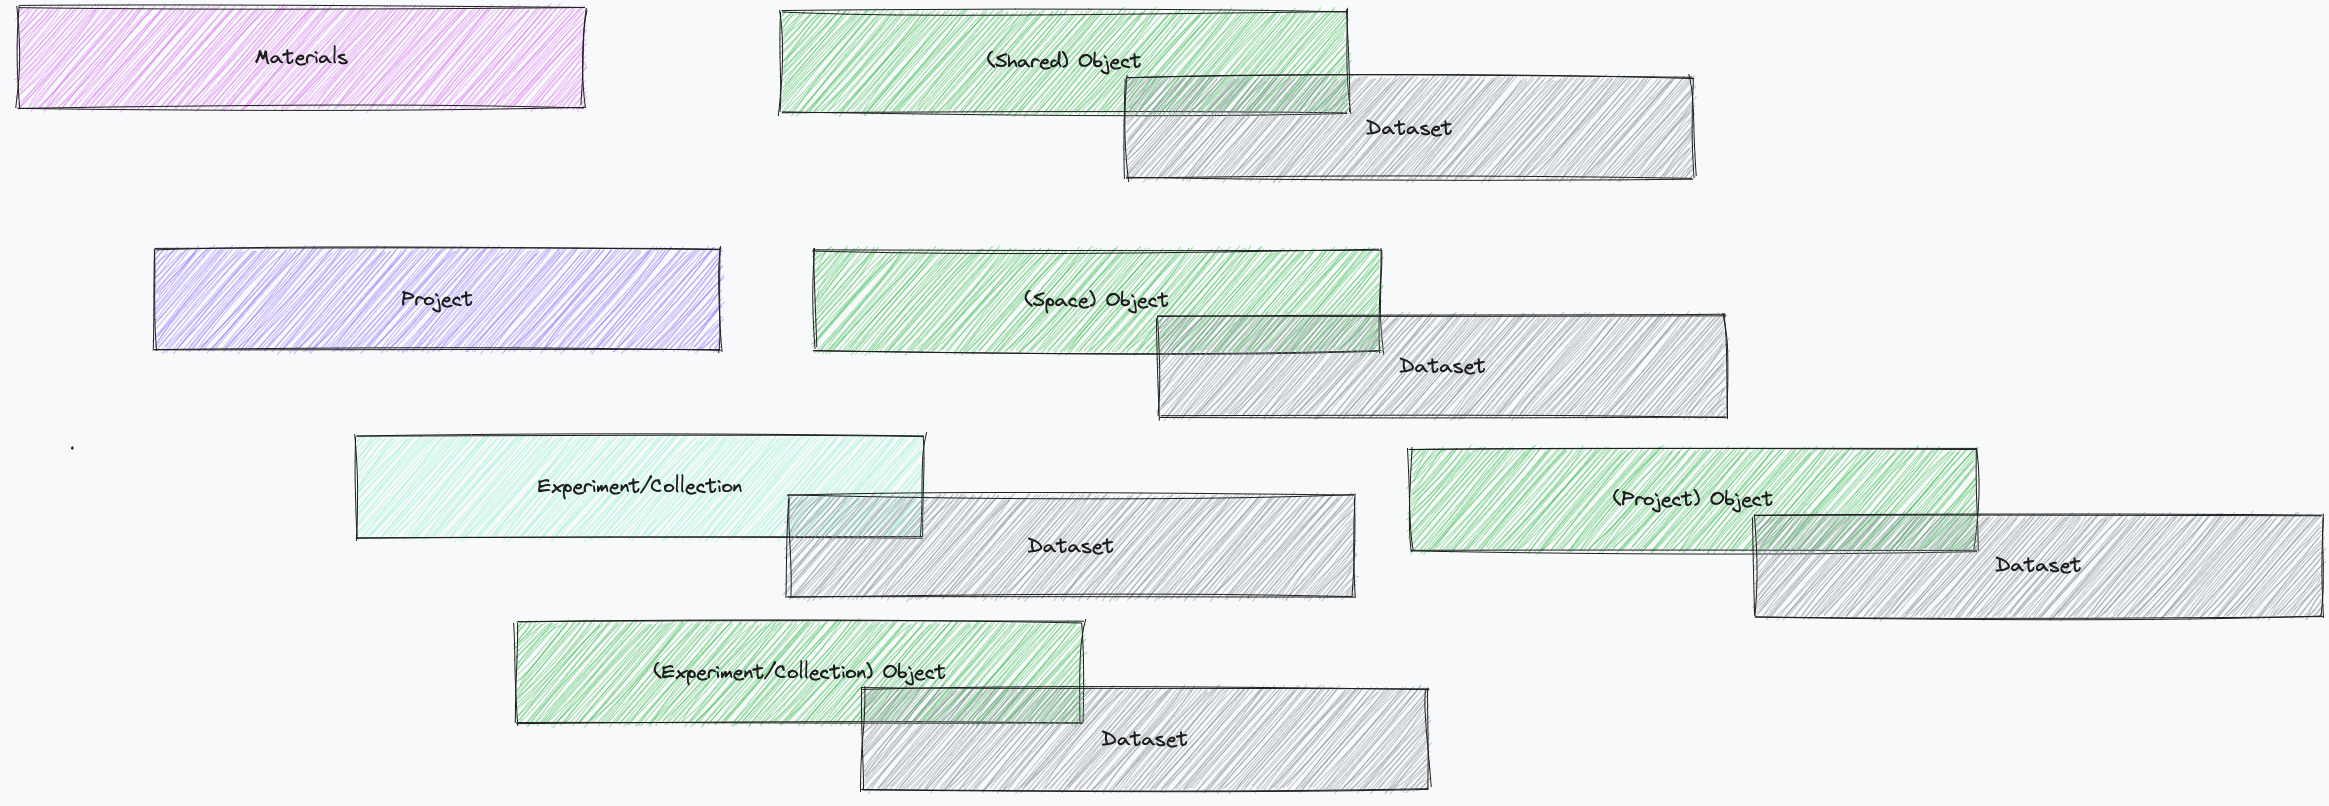 Materials
(Shared) Object
Dataset
Project
(Space) Object
Dataset
Experiment/Collection
Dataset
(Project) Object
Dataset
(Experiment/Collection) Object
Dataset